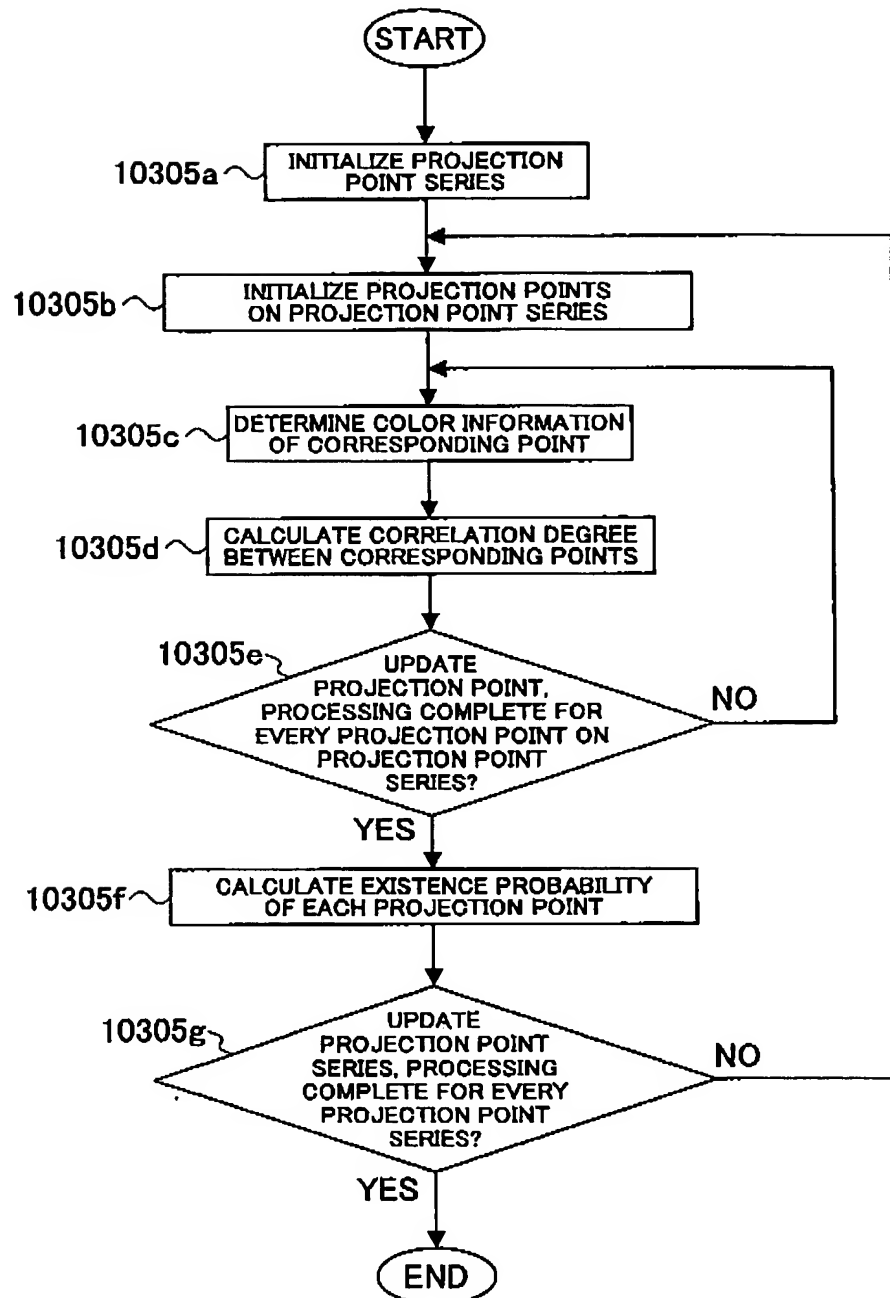 START
10305a
INITIALIZE PROJECTION
POINT SERIES
10305b
INITIALIZE PROJECTION POINTS
ON PROJECTION POINT SERIES
10305c
DETERMINE COLOR INFORMATION
OF CORRESPONDING POINT
10305d
CALCULATE CORRELATION DEGREE
BETWEEN CORRESPONDING POINTS
10305e
UPDATE
PROJECTION POINT,
PROCESSING COMPLETE FOR
EVERY PROJECTION POINT ON
PROJECTION POINT
SERIES?
NO
YES
10305f
CALCULATE EXISTENCE PROBABILITY
OF EACH PROJECTION POINT
10305g
UPDATE
PROJECTION POINT
SERIES, PROCESSING
COMPLETE FOR EVERY
PROJECTION POINT
SERIES?
NO
YES
END